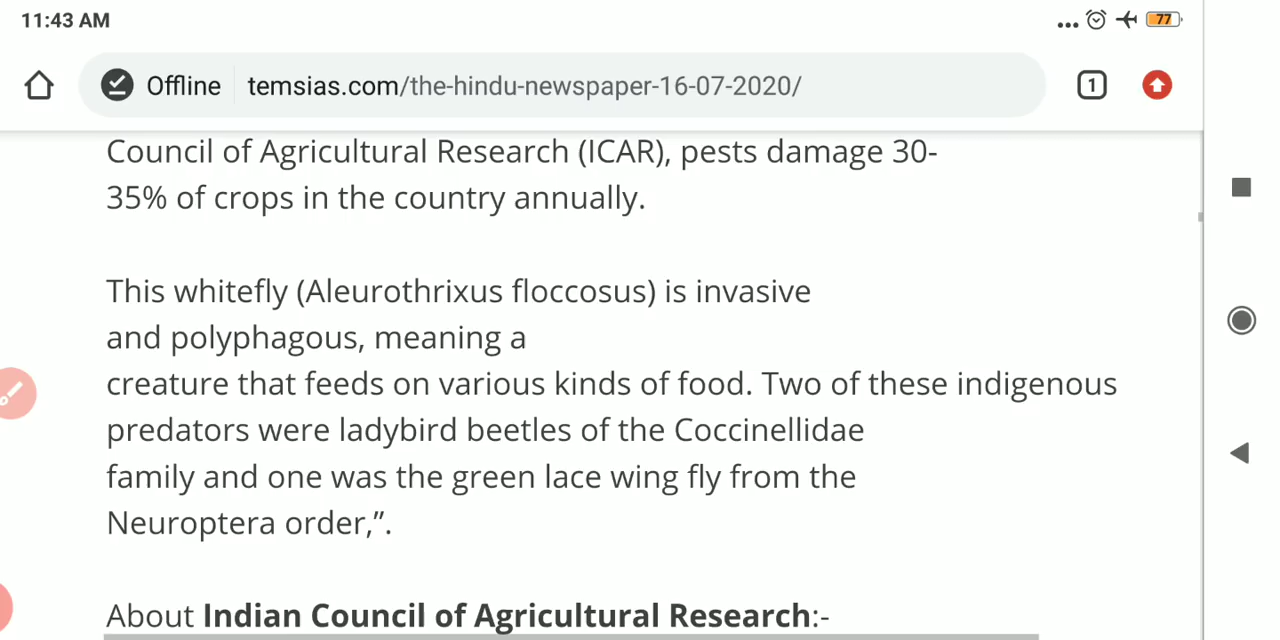 11:43 AM
77
Offline temsias.com/the-hindu-newspaper-16-07-2020/
1
Council of Agricultural Research (ICAR), pests damage 30-
35% of crops in the country annually.
This whitefly (Aleurothrixus floccosus) is invasive
and polyphagous, meaning a
creature that feeds on various kinds of food. Two of these indigenous
predators were ladybird beetles of the Coccinellidae
family and one was the green lace wing fly from the
Neuroptera order,”.
About Indian Council of Agricultural Research:-